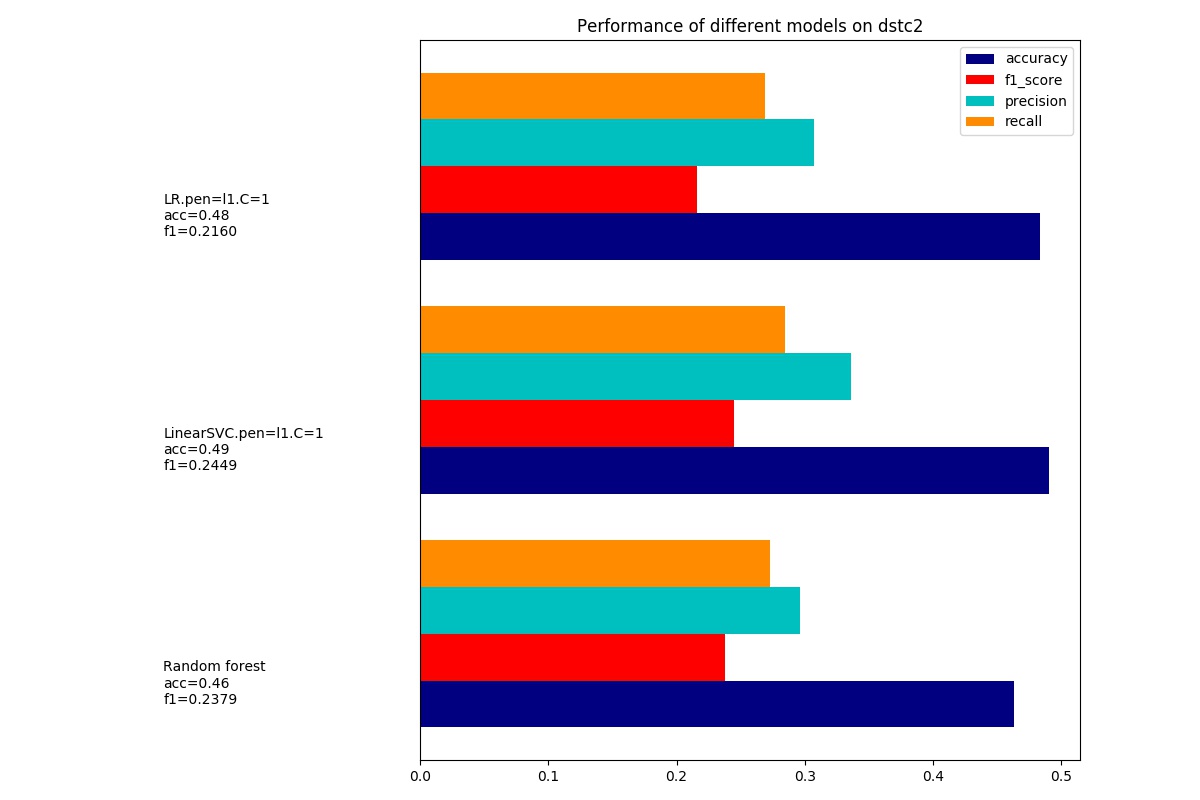 Performance of different models on dstc2
accuracy
f1_score
precision
recall
LR.pen=l1.C=1
acc=0.48
f1=0.2160
LinearSVC.pen=l1.C=1
acc=0.49
f1=0.2449
Random forest
acc=0.46
f1=0.2379
0.0 0.1 0.2 0.3 0.4 0.5